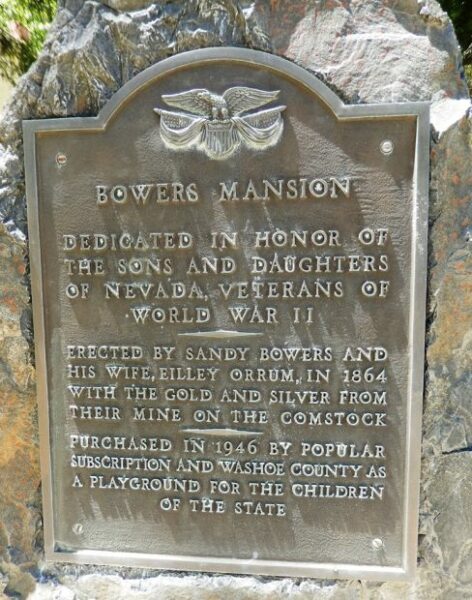 BOWERS MANSION
DEDICATED IN HONOR OF
THE SONS AND DAUGHTERS
OF NEVADA, VETERANS OF
WORLD WAR II
ERECTED BY SANDY BOWERS AND
HIS WIFE, EILLEY ORRUM, IN 1864
WITH THE GOLD AND SILVER FROM
THEIR MINE ON THE COMSTOCK
PURCHASED IN 1946 BY POPULAR
SUBSCRIPTION AND WASHOE COUNTY AS
A PLAYGROUND FOR THE CHILDREN
OF THE STATE